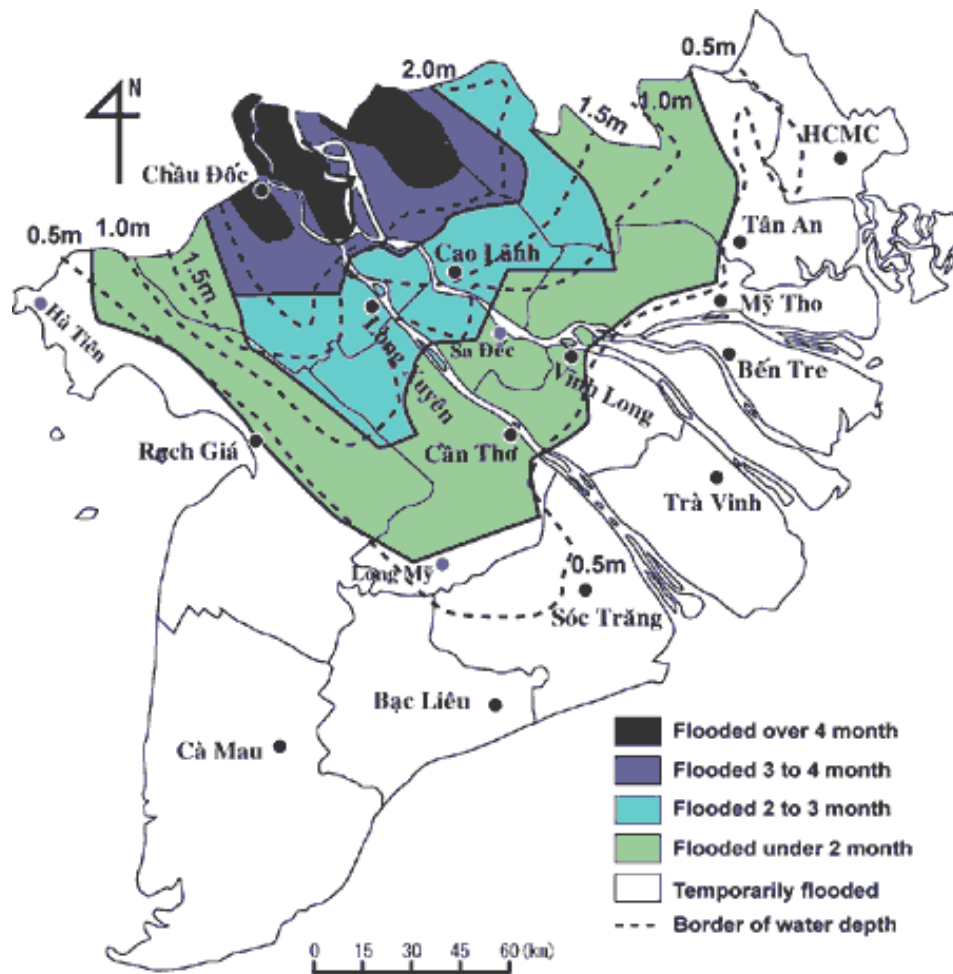 N
2.0m
0.5m
1.5m
1.0m
HCMC
Chầu Đốc
0.5m
1.0m
1.5m
Tân An
Cao Lãnh
Mỹ Tho
Hà Tiên
Long Xuyên
Sa Đéc
Vĩnh Long
Bến Tre
Rạch Giá
Cần Thơ
Trà Vinh
Long Mỹ
0.5m
Sóc Trăng
Bạc Liêu
Cà Mau
Flooded over 4 month
Flooded 3 to 4 month
Flooded 2 to 3 month
Flooded under 2 month
Temporarily flooded
Border of water depth
0 15 30 45 60 (km)